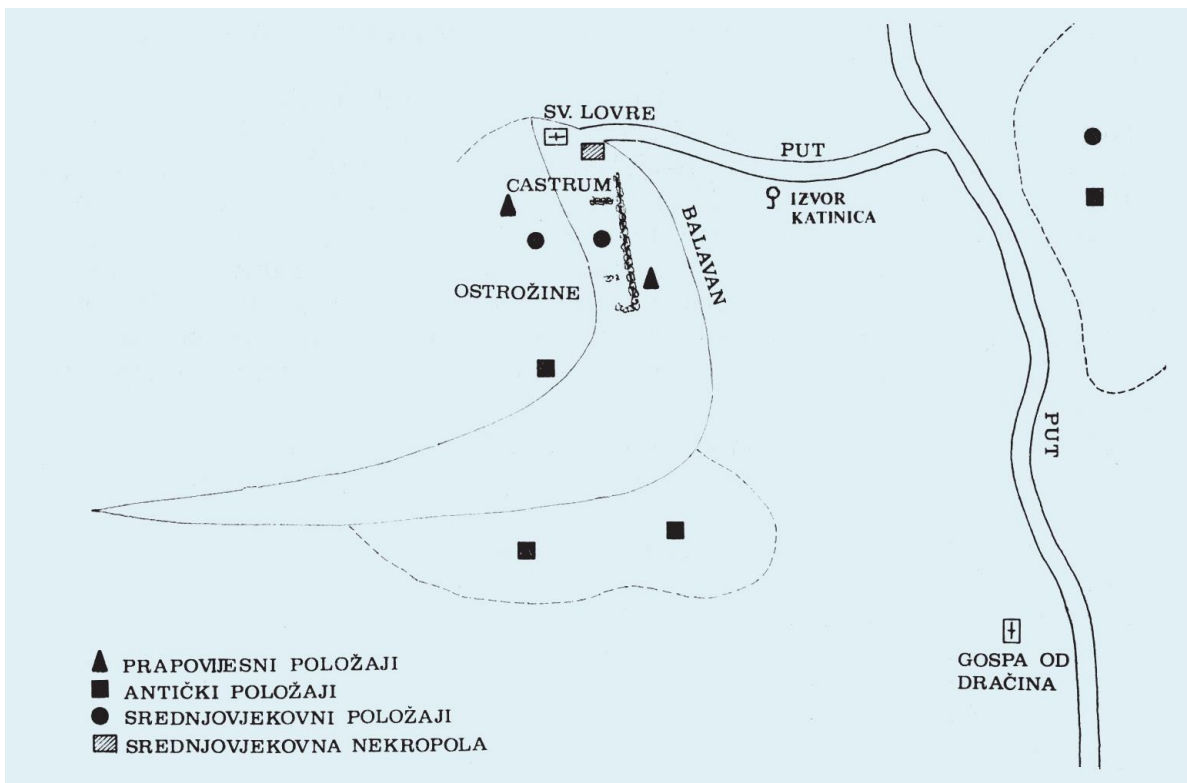 SV. LOVRE
PUT
CASTRUM
IZVOR
KATINICA
BALAVAN
OSTROŽINE
PUT
GOSPA OD
DRAČINA
PRAPOVIJESNI POLOŽAJI
ANTIČKI POLOŽAJI
SREDNJOVJEKOVNI POLOŽAJI
SREDNJOVJEKOVNA NEKROPOLA